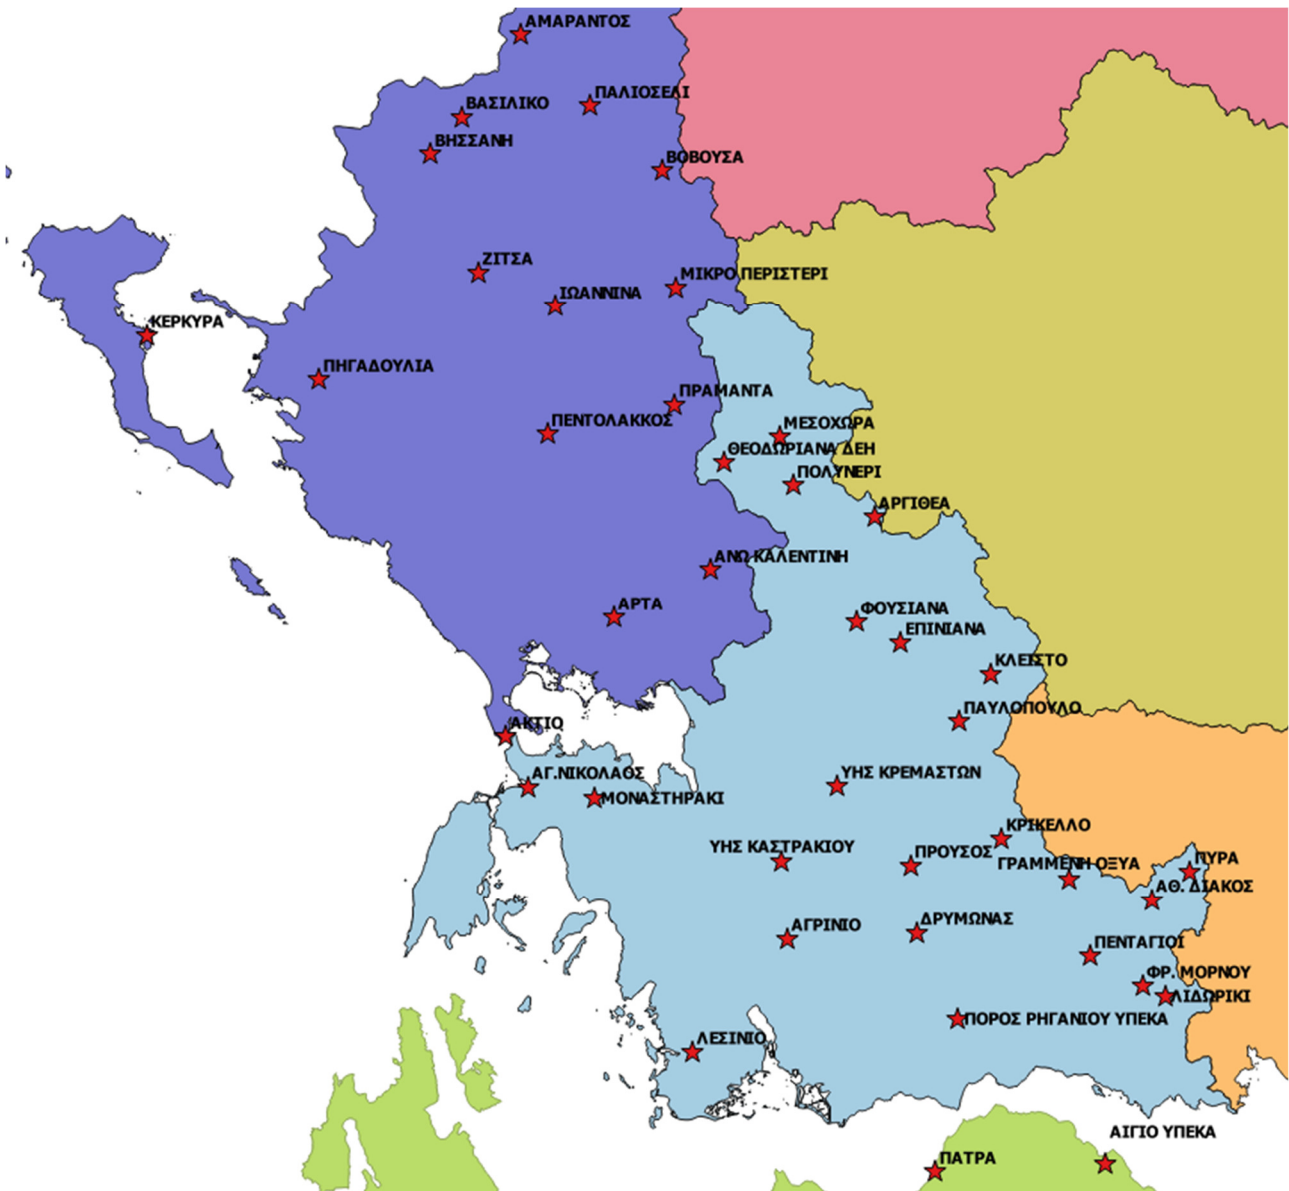 ΑΜΑΡΑΝΤΟΣ
ΠΑΛΙΟΣΕΛΙ
ΒΑΣΙΛΙΚΟ
ΒΗΣΣΑΝΗ
ΒΟΒΟΥΣΑ
ΖΙΤΣΑ
ΜΙΚΡΟ ΠΕΡΙΣΤΕΡΙ
ΙΩΑΝΝΙΝΑ
ΚΕΡΚΥΡΑ
ΠΗΓΑΔΟΥΛΙΑ
ΠΡΑΜΑΝΤΑ
ΠΕΝΤΟΛΑΚΚΟΣ
ΜΕΣΟΧΩΡΑ
ΘΕΟΔΩΡΙΑΝΑ ΔΕΗ
ΠΟΛΥΝΕΡΙ
ΑΡΓΙΘΕΑ
ΑΝΩ ΚΑΛΕΝΤΙΝΗ
ΑΡΤΑ
ΦΟΥΣΙΑΝΑ
ΕΠΙΝΙΑΝΑ
ΚΛΕΙΣΤΟ
ΠΑΥΛΟΠΟΥΛΟ
ΑΚΤΙΟ
ΑΓ.ΝΙΚΟΛΑΟΣ
ΥΗΣ ΚΡΕΜΑΣΤΩΝ
ΜΟΝΑΣΤΗΡΑΚΙ
ΚΡΙΚΕΛΛΟ
ΥΗΣ ΚΑΣΤΡΑΚΙΟΥ
ΠΡΟΥΣΟΣ
ΓΡΑΜΜΕΝΗ ΟΞΥΑ
ΠΥΡΑ
ΑΘ. ΔΙΑΚΟΣ
ΑΓΡΙΝΙΟ
ΔΡΥΜΩΝΑΣ
ΠΕΝΤΑΓΙΟΙ
ΦΡ. ΜΟΡΝΟΥ
ΛΙΔΩΡΙΚΙ
ΠΟΡΟΣ ΡΗΓΑΝΙΟΥ ΥΠΕΚΑ
ΛΕΣΙΝΙΟ
ΑΙΓΙΟ ΥΠΕΚΑ
ΠΑΤΡΑ